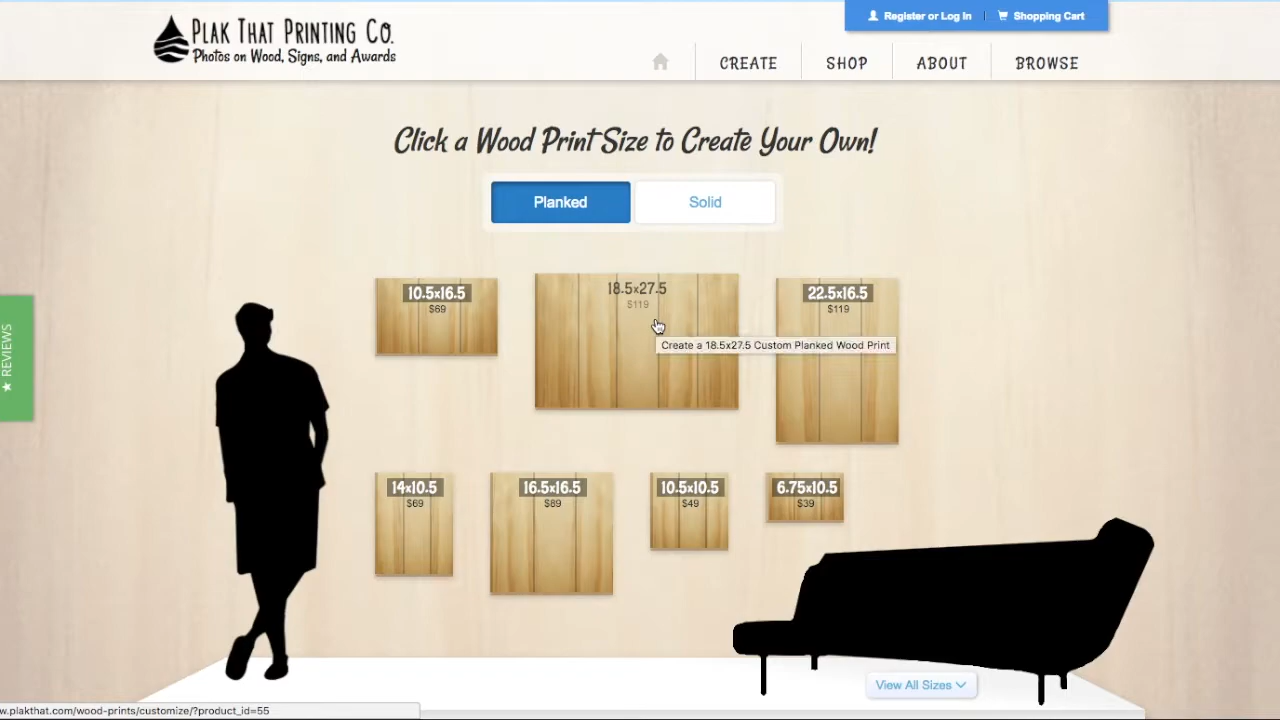 Register or Log In
Shopping Cart
PLAK THAT PRINTING CO.
Photos on Wood, Signs, and Awards
CREATE
SHOP
ABOUT
BROWSE
Click a Wood Print Size to Create Your Own!
Planked
Solid
10.5x16.5
$69
18.5x27.5
$119
22.5x16.5
$119
Create a 18.5x27.5 Custom Planked Wood Print
★ REVIEWS
14x10.5
$69
16.5x16.5
$89
10.5x10.5
$49
6.75x10.5
$39
View All Sizes
w.plakthat.com/wood-prints/customize/?product_id=55